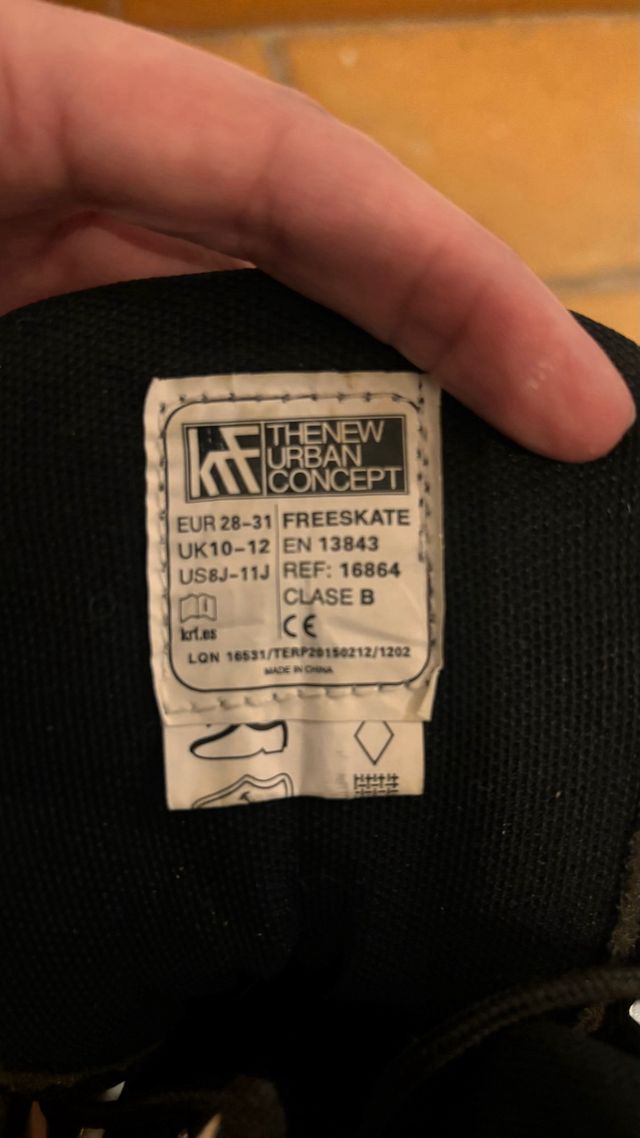 krf THENEW
URBAN
CONCEPT
EUR 28-31
UK10-12
US8J-11J
krf.es
FREESKATE
EN 13843
REF: 16864
CLASE B
CE
LQN 16531/TERP20150212/1202
MADE IN CHINA